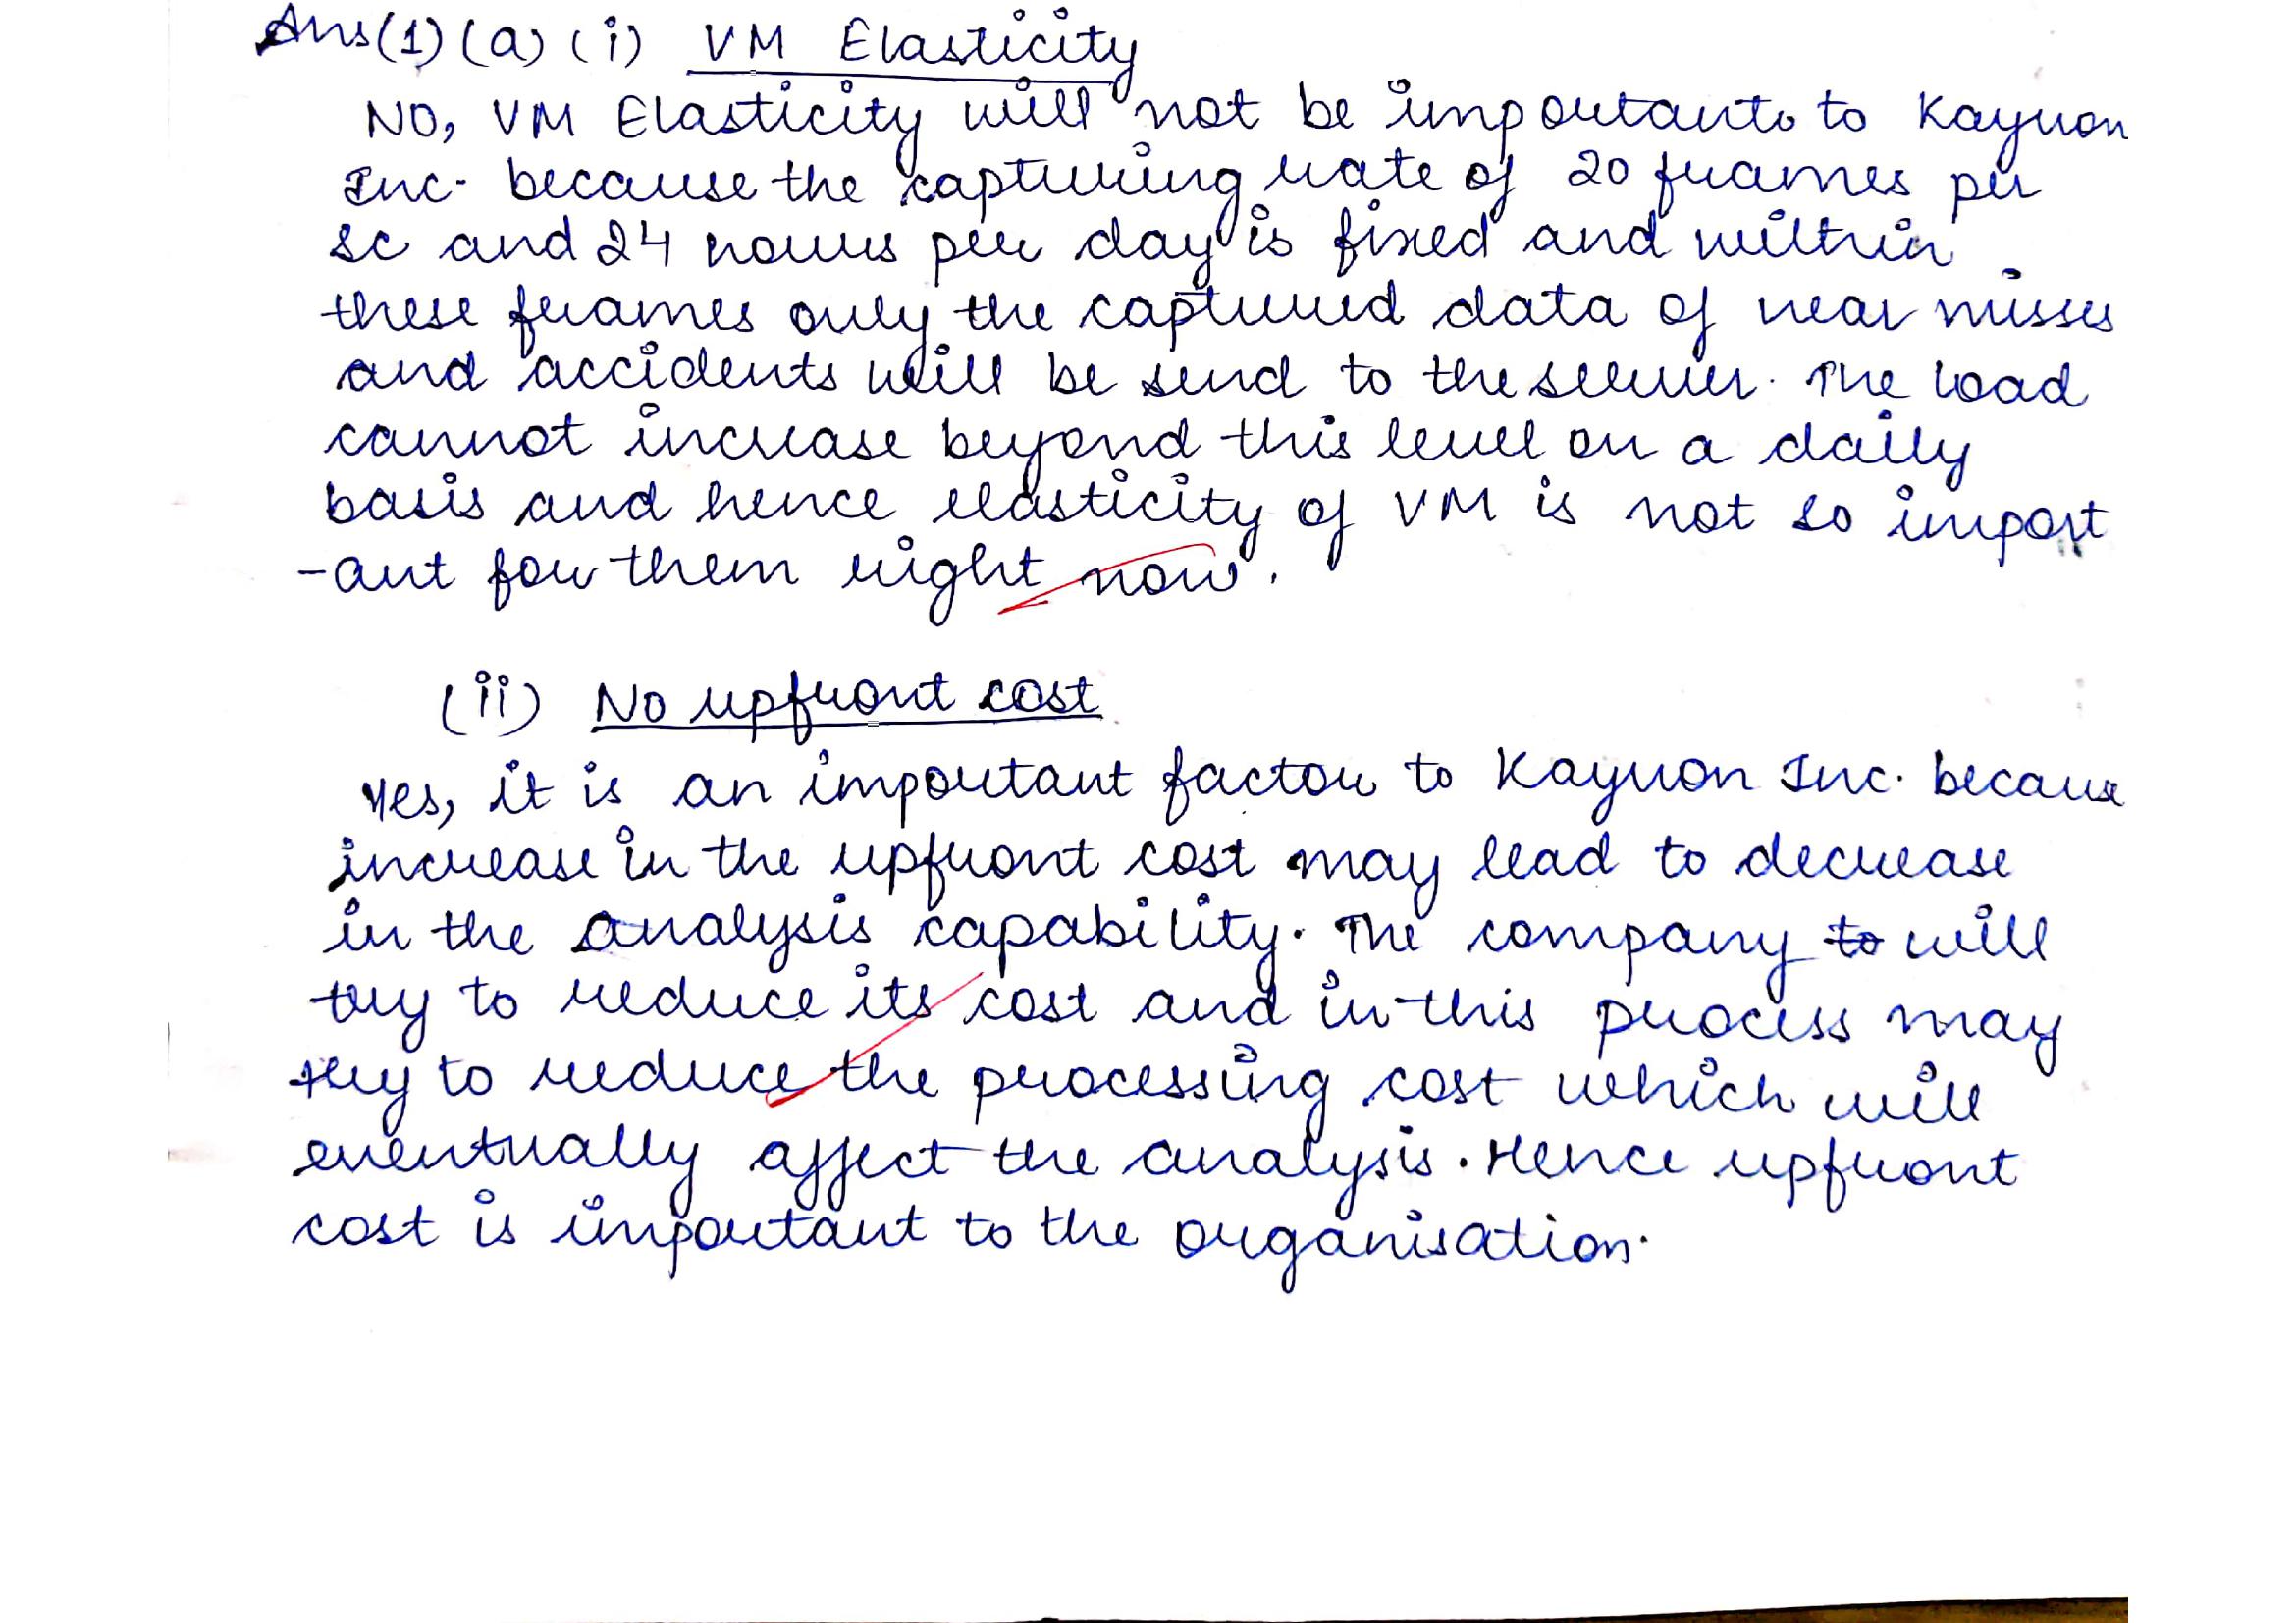 Ans(1)(a)(i) VM Elasticity
NO, VM Elasticity will not be important to Kayron
Inc. because the capturing rate of 20 frames per
sc and 24 hours per day is fixed and within
these frames only the captured data of near misses
and accidents will be send to the server. The load
cannot increase beyond this level on a daily
basis and hence elasticity of VM is not so import
-ant for them right now.
(ii) No upfront cost
Yes, it is an important factor to Kayron Inc. because
increase in the upfront cost may lead to decrease
in the analysis capability. The company to will
try to reduce its cost and in this process may
try to reduce the processing cost which will
eventually affect the analysis. Hence upfront
cost is important to the organisation.